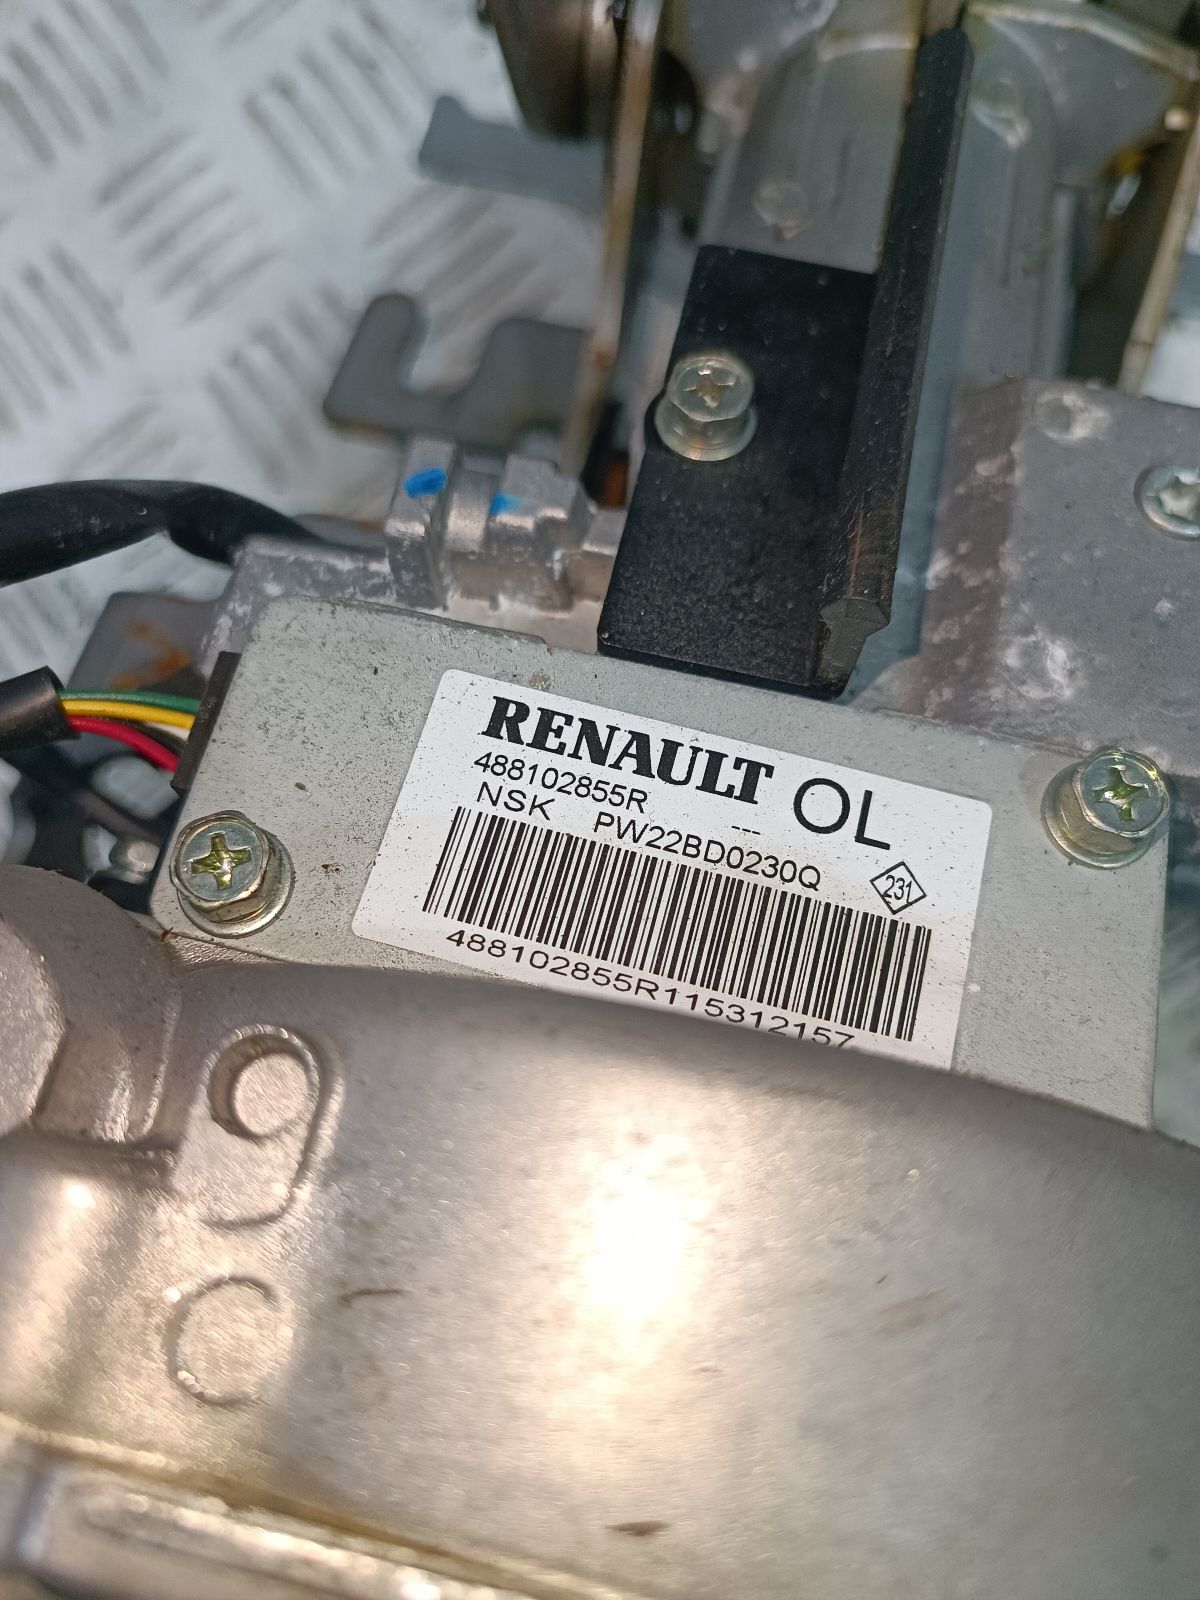 RENAULT
488102855R --- OL
NSK PW22BD0230Q
231
488102855R115312157